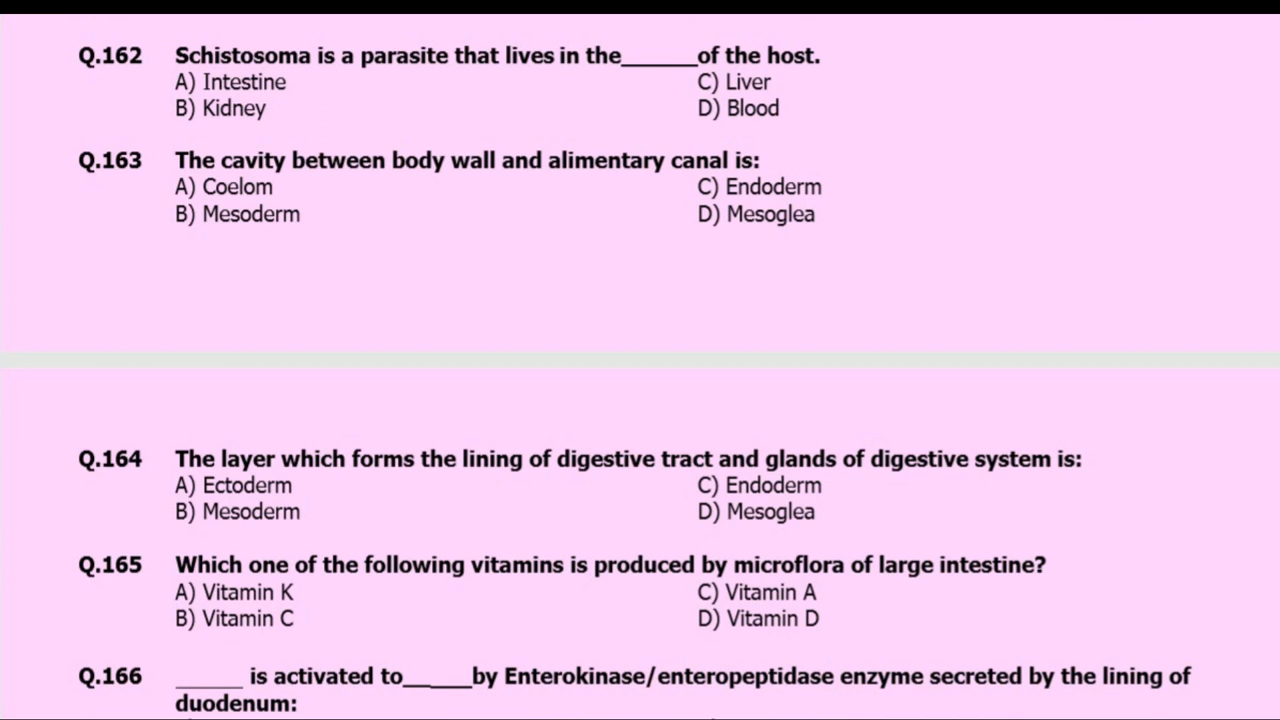 Q.162 Schistosoma is a parasite that lives in the______of the host.
A) Intestine C) Liver
B) Kidney D) Blood
Q.163 The cavity between body wall and alimentary canal is:
A) Coelom C) Endoderm
B) Mesoderm D) Mesoglea
Q.164 The layer which forms the lining of digestive tract and glands of digestive system is:
A) Ectoderm C) Endoderm
B) Mesoderm D) Mesoglea
Q.165 Which one of the following vitamins is produced by microflora of large intestine?
A) Vitamin K C) Vitamin A
B) Vitamin C D) Vitamin D
Q.166 ______ is activated to______by Enterokinase/enteropeptidase enzyme secreted by the lining of
duodenum: